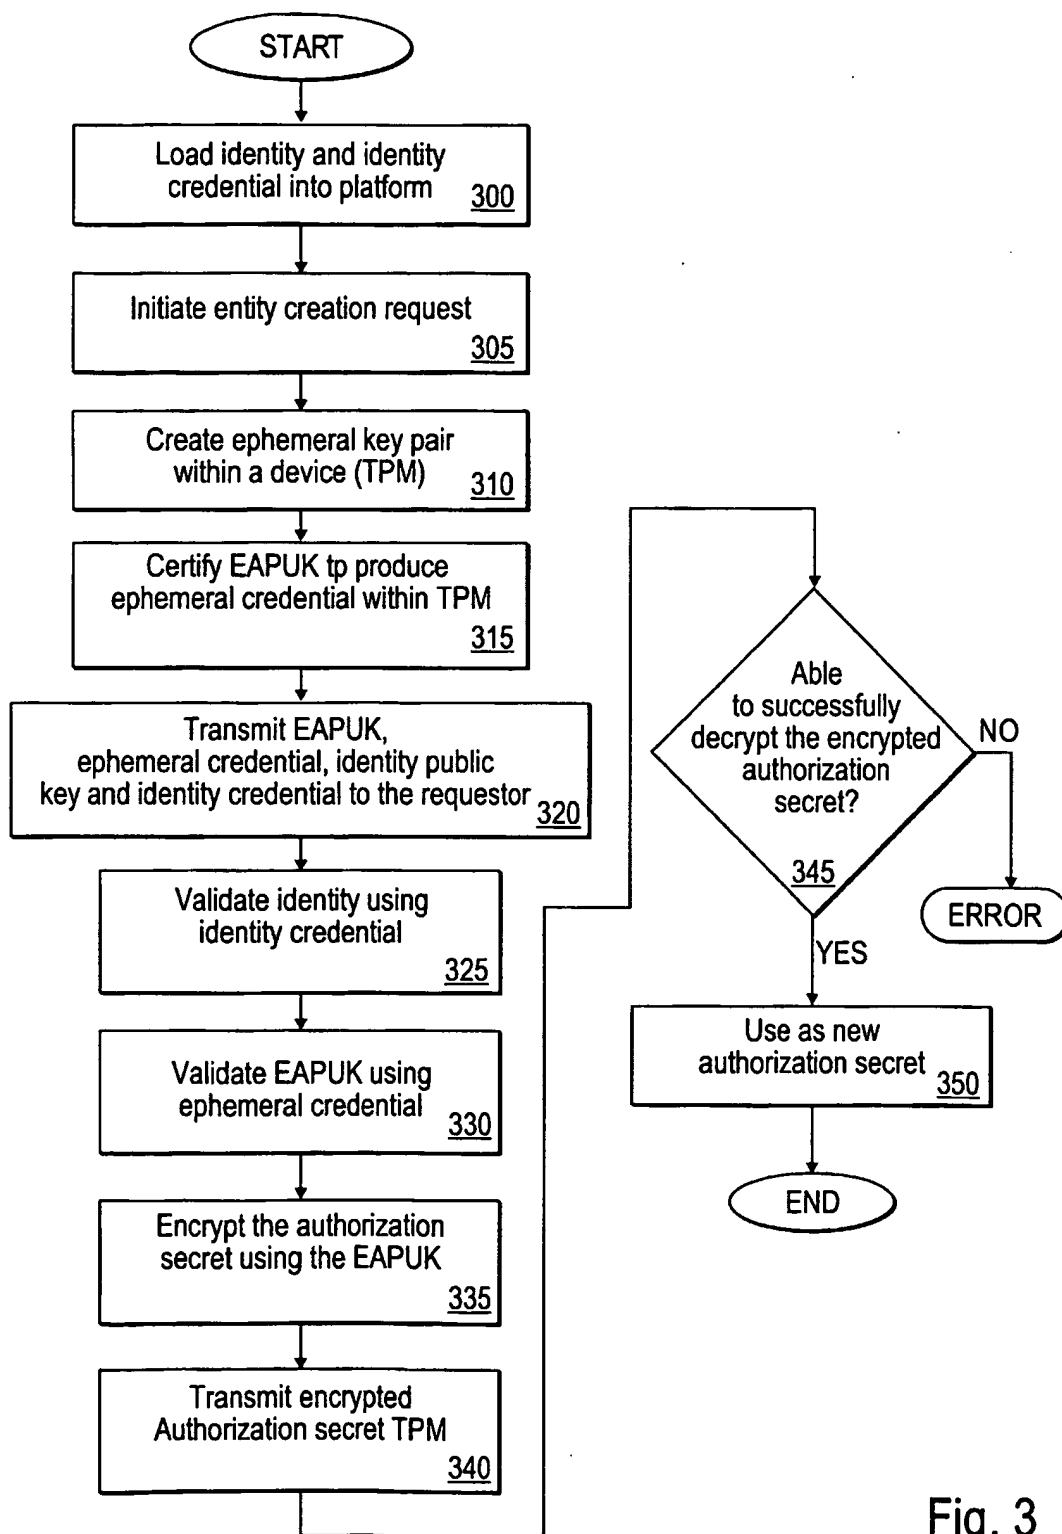 START
Load identity and identity
credential into platform
300
Initiate entity creation request
305
Create ephemeral key pair
within a device (TPM)
310
Certify EAPUK tp produce
ephemeral credential within TPM
315
Transmit EAPUK,
ephemeral credential, identity public
key and identity credential to the requestor
320
Validate identity using
identity credential
325
Validate EAPUK using
ephemeral credential
330
Encrypt the authorization
secret using the EAPUK
335
Transmit encrypted
Authorization secret TPM
340
Able
to successfully
decrypt the encrypted
authorization
secret?
345
NO
ERROR
YES
Use as new
authorization secret
350
END
Fig. 3